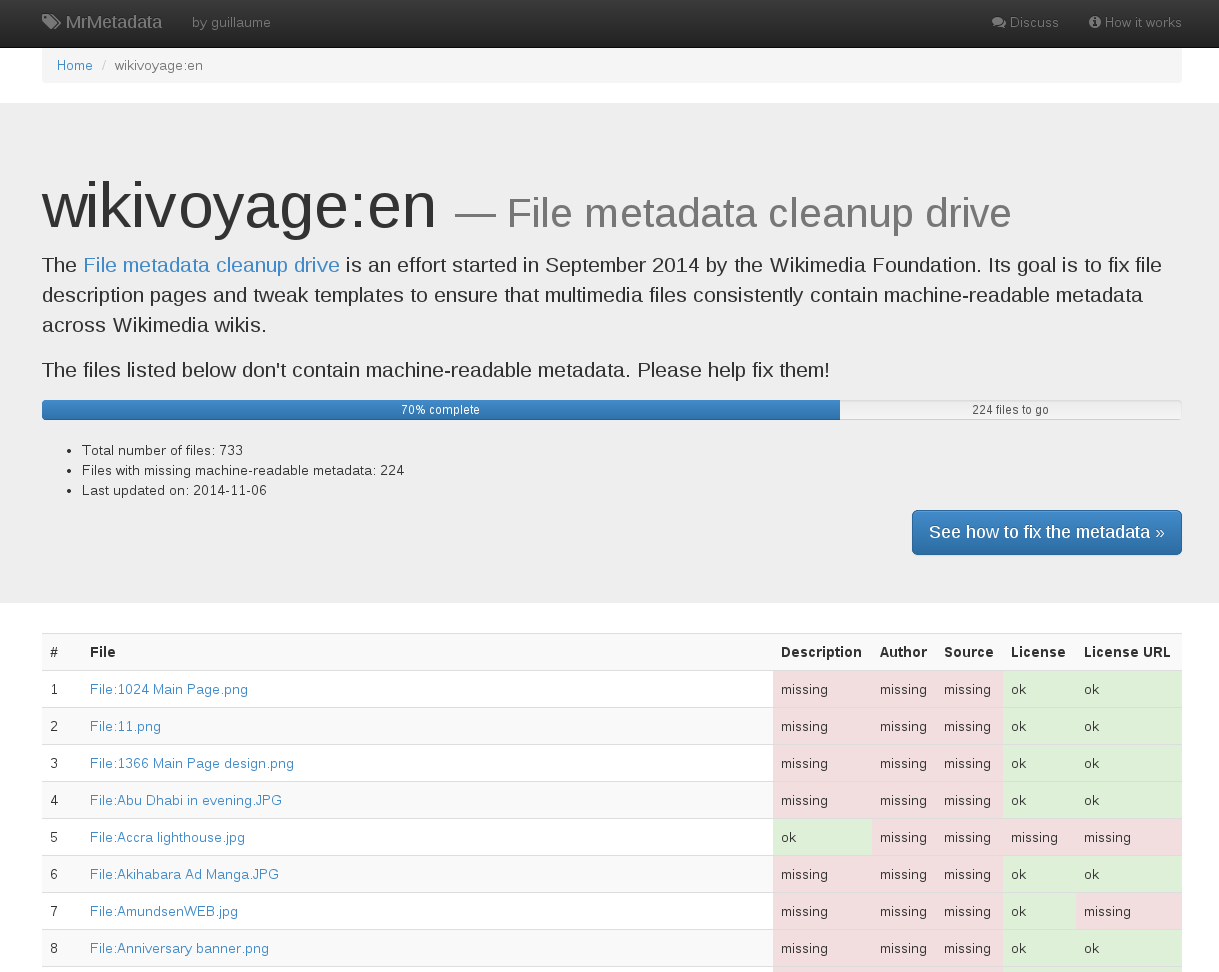 MrMetadata by guillaume Discuss How it works
Home / wikivoyage:en
wikivoyage:en — File metadata cleanup drive
The File metadata cleanup drive is an effort started in September 2014 by the Wikimedia Foundation. Its goal is to fix file
description pages and tweak templates to ensure that multimedia files consistently contain machine-readable metadata
across Wikimedia wikis.
The files listed below don't contain machine-readable metadata. Please help fix them!
70% complete 224 files to go
• Total number of files: 733
• Files with missing machine-readable metadata: 224
• Last updated on: 2014-11-06
See how to fix the metadata »
# File Description Author Source License License URL
1 File:1024 Main Page.png missing missing missing ok ok
2 File:11.png missing missing missing ok ok
3 File:1366 Main Page design.png missing missing missing ok ok
4 File:Abu Dhabi in evening.JPG missing missing missing ok ok
5 File:Accra lighthouse.jpg ok missing missing missing missing
6 File:Akihabara Ad Manga.JPG missing missing missing ok ok
7 File:AmundsenWEB.jpg missing missing missing ok missing
8 File:Anniversary banner.png missing missing missing ok ok